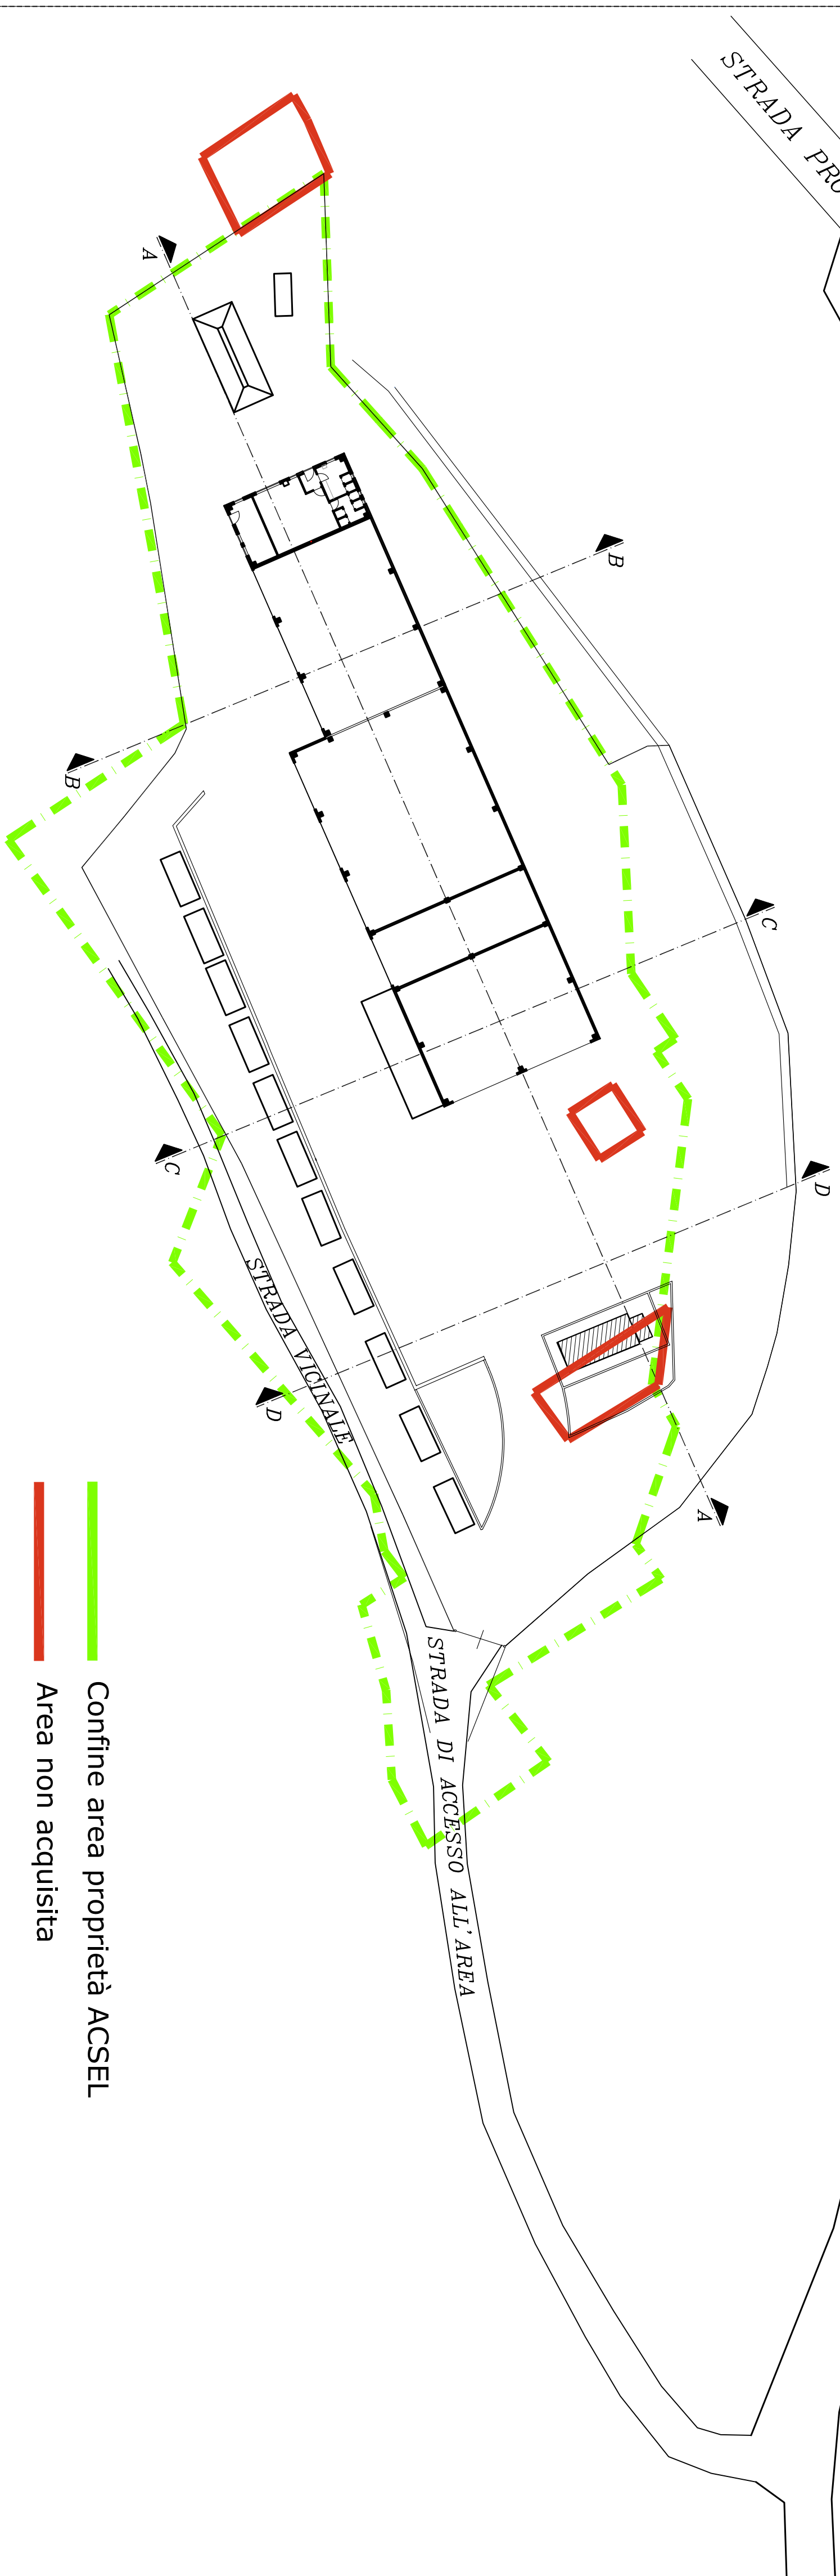 STRADA PRO
A
B
B
C
C
D
D
A
STRADA VICINALE
STRADA DI ACCESSO ALL'AREA
Confine area proprietà ACSEL
Area non acquisita